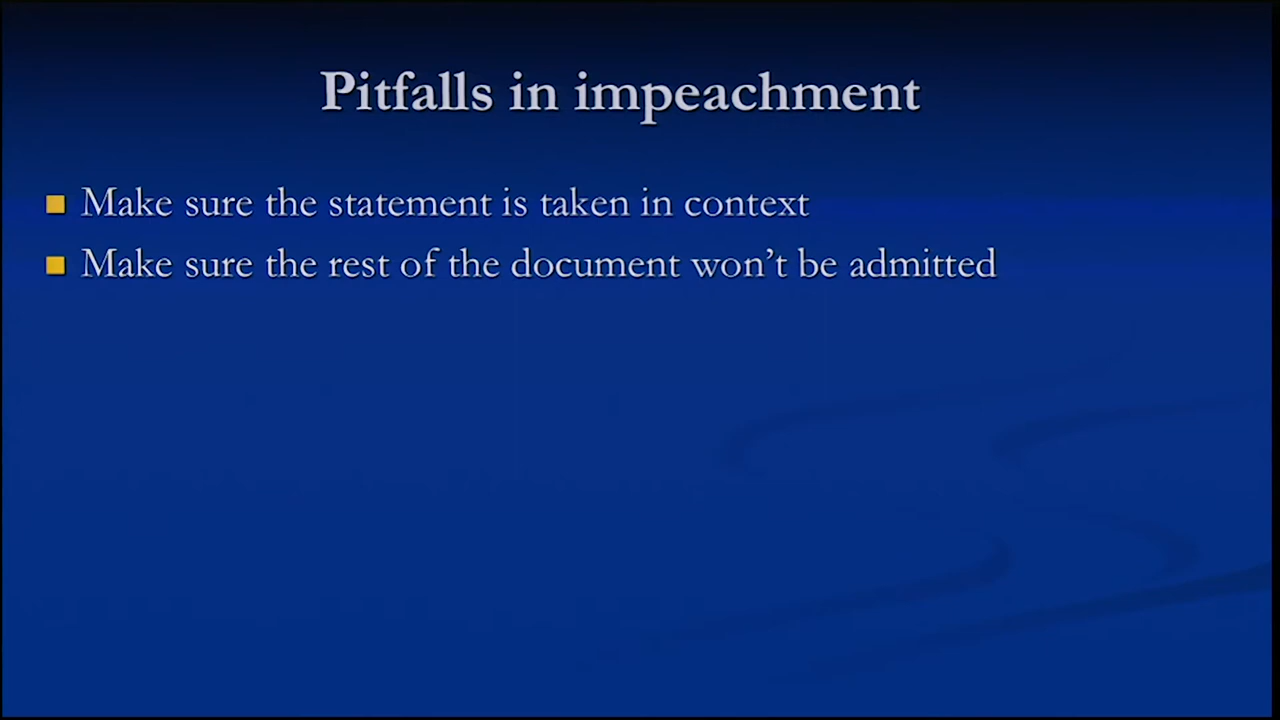 Pitfalls in impeachment
Make sure the statement is taken in context
Make sure the rest of the document won’t be admitted